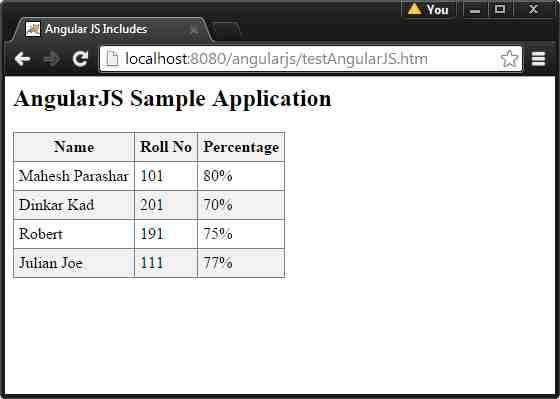 You
Angular JS Includes
localhost:8080/angularjs/testAngularJS.htm
AngularJS Sample Application
Name Roll No Percentage
Mahesh Parashar 101 80%
Dinkar Kad 201 70%
Robert 191 75%
Julian Joe 111 77%